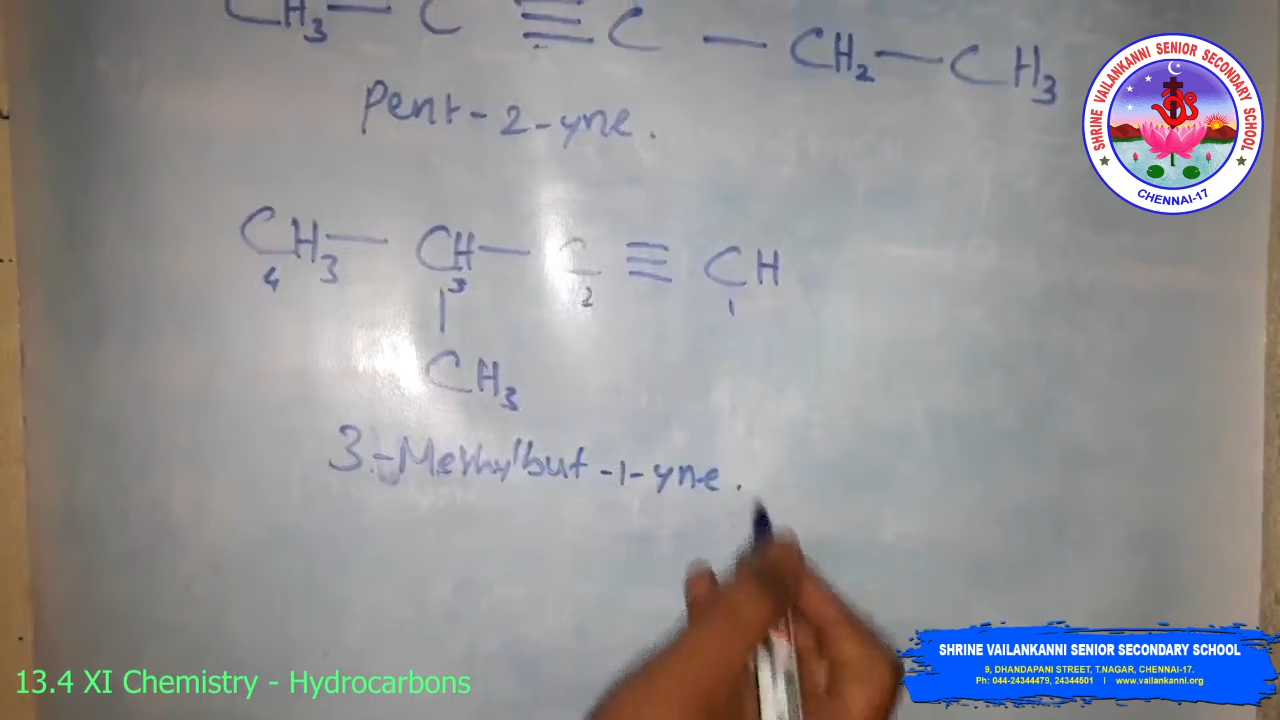 CH3 — C ≡ C — CH2 — CH3
Pent-2-yne.
CH3 — CH — C ≡ CH
4 3 2 1
|
CH3
3-Methylbut-1-yne.
SHRINE VAILANKANNI SENIOR SECONDARY SCHOOL
CHENNAI-17
SHRINE VAILANKANNI SENIOR SECONDARY SCHOOL
9, DHANDAPANI STREET, T.NAGAR, CHENNAI-17.
Ph: 044-24344479, 24344501 I www.vailankanni.org
13.4 XI Chemistry - Hydrocarbons